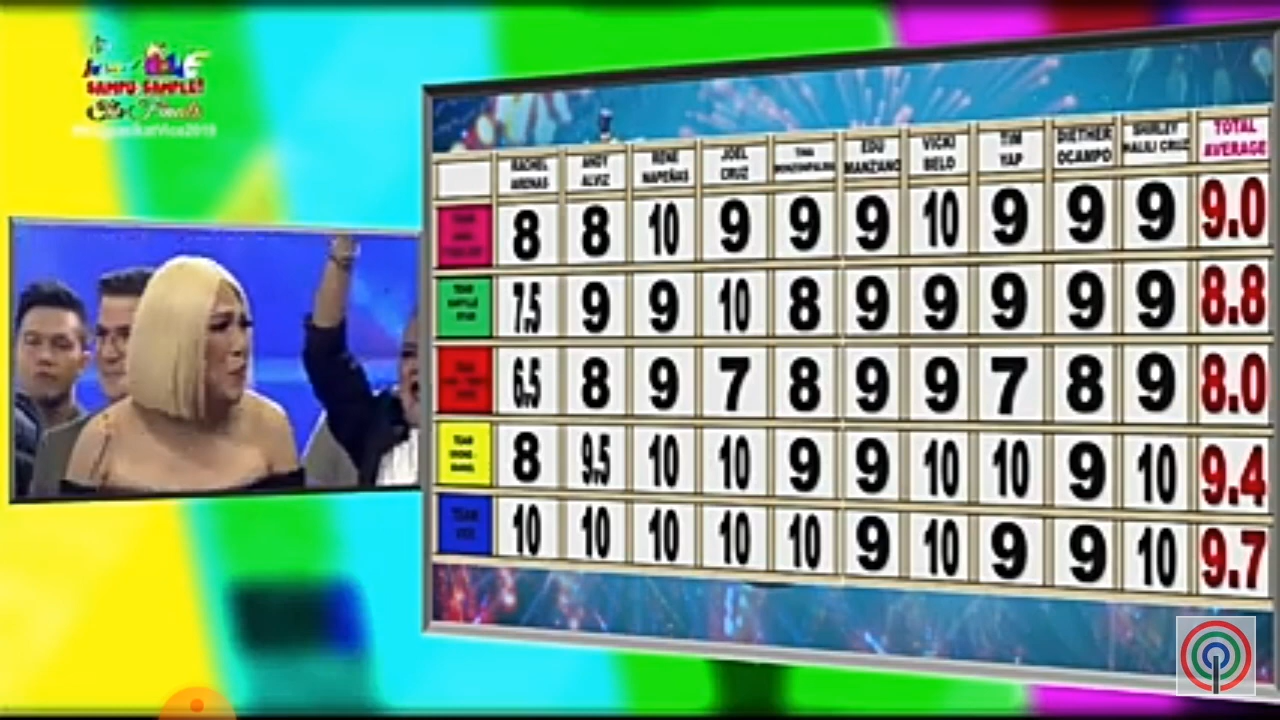 SAMPU SAMPLE!
RACHEL ARENAS
ANDY ALVIZ
RENE NAPEÑAS
JOEL CRUZ
TINA
EDU MANZANO
VICKI BELO
TIM YAP
DIETHER OCAMPO
SHIRLEY HALILI CRUZ
TOTAL AVERAGE
TEAM 8 8 10 9 9 9 10 9 9 9 9.0
TEAM 7.5 9 9 10 8 9 9 9 9 9 8.8
6.5 8 9 7 8 9 9 7 8 9 8.0
TEAM 8 9.5 10 10 9 9 10 10 9 10 9.4
TEAM VICE 10 10 10 10 10 9 10 9 9 10 9.7